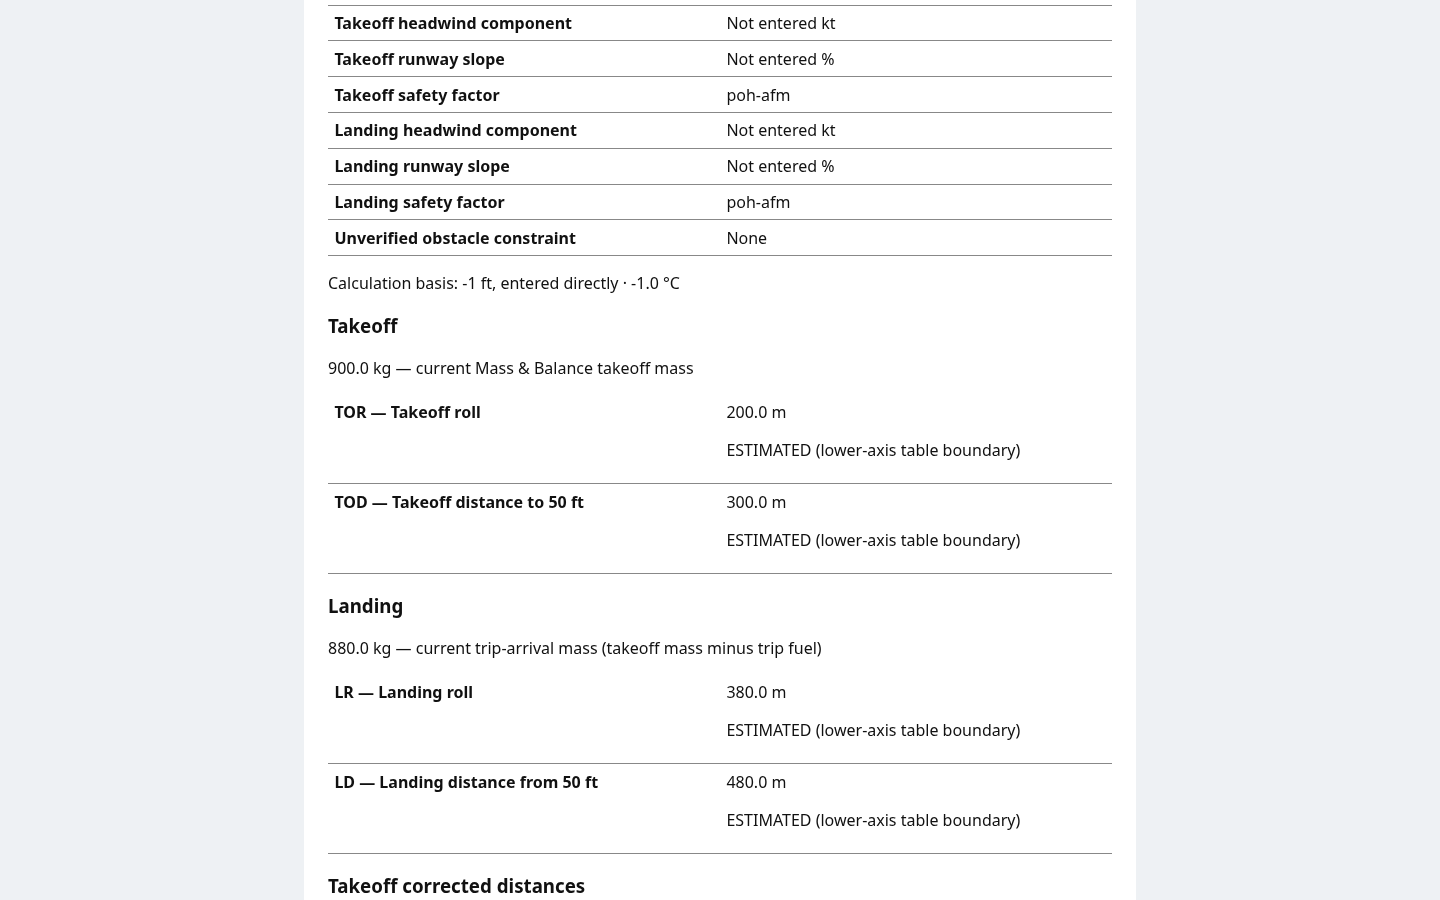 Takeoff headwind component Not entered kt
Takeoff runway slope Not entered %
Takeoff safety factor poh-afm
Landing headwind component Not entered kt
Landing runway slope Not entered %
Landing safety factor poh-afm
Unverified obstacle constraint None
Calculation basis: -1 ft, entered directly · -1.0 °C
Takeoff
900.0 kg — current Mass & Balance takeoff mass
TOR — Takeoff roll 200.0 m
ESTIMATED (lower-axis table boundary)
TOD — Takeoff distance to 50 ft 300.0 m
ESTIMATED (lower-axis table boundary)
Landing
880.0 kg — current trip-arrival mass (takeoff mass minus trip fuel)
LR — Landing roll 380.0 m
ESTIMATED (lower-axis table boundary)
LD — Landing distance from 50 ft 480.0 m
ESTIMATED (lower-axis table boundary)
Takeoff corrected distances